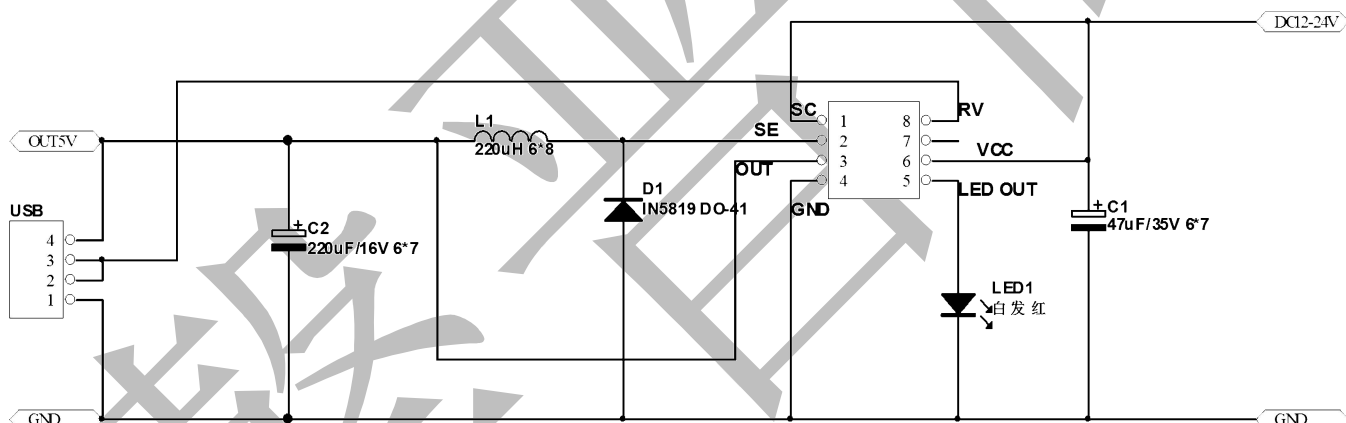 DC12-24V
SC
RV
L1
220uH 6*8
SE
1
8
OUT5V
2
7
VCC
OUT
3
6
4
5
GND
LED OUT
D1
IN5819 DO-41
USB
4
3
2
1
+
C2
220uF/16V 6*7
+
C1
47uF/35V 6*7
LED1
白发红
GND
GND